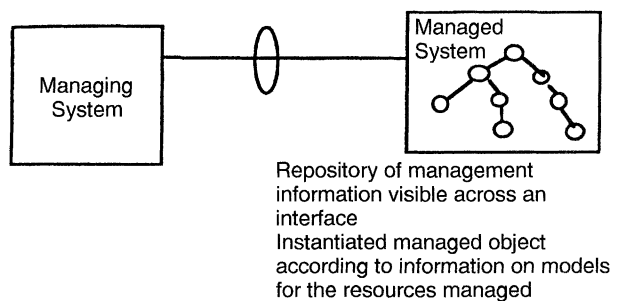 Managing
System
Managed
System
Repository of management
information visible across an
interface
Instantiated managed object
according to information on models
for the resources managed